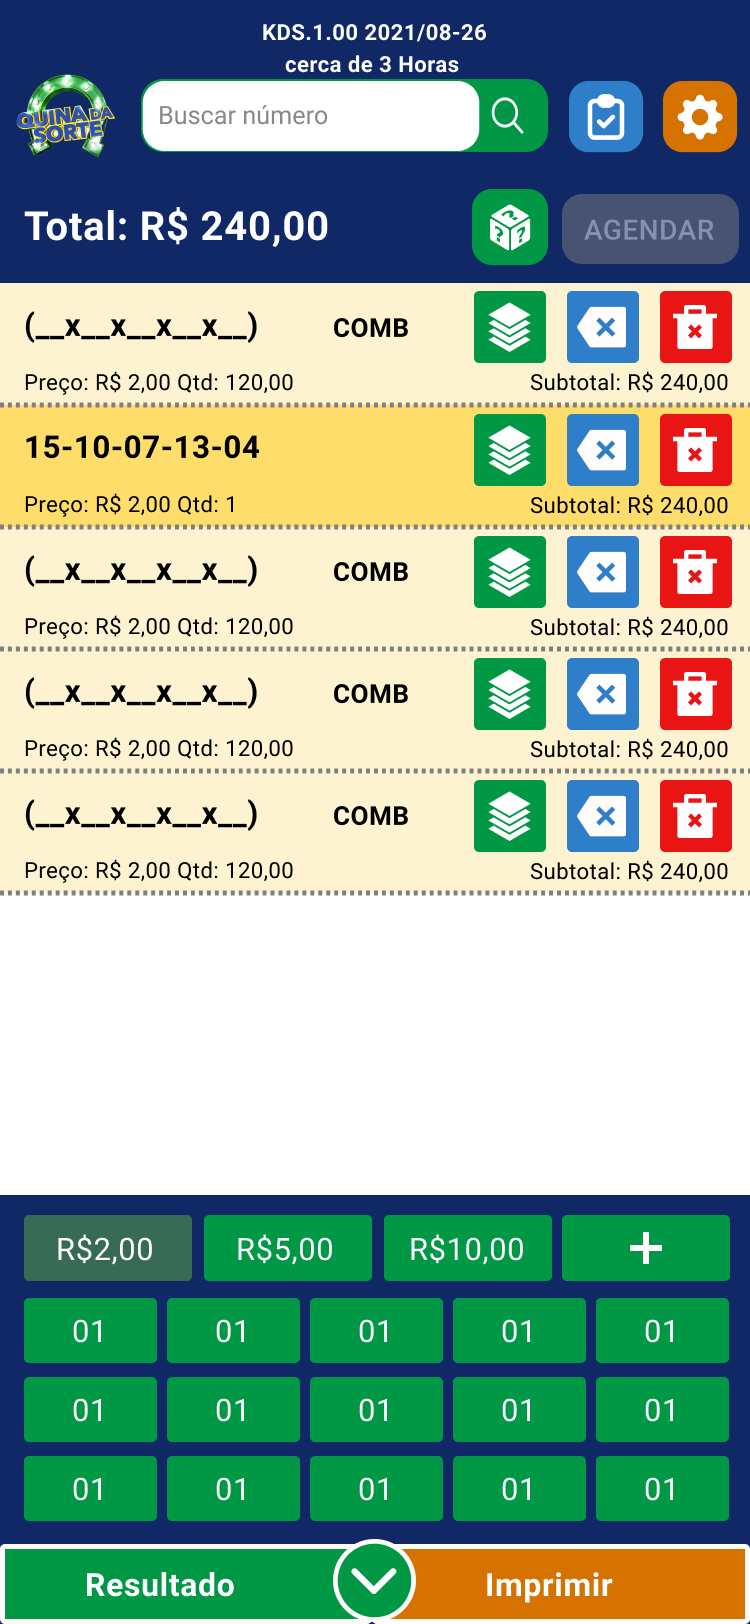 KDS.1.00 2021/08-26
cerca de 3 Horas
QUINA DA
SORTE
Buscar número
Total: R$ 240,00
? ? ?
AGENDAR
(__x__x__x__x__) COMB
Preço: R$ 2,00 Qtd: 120,00 Subtotal: R$ 240,00
15-10-07-13-04
Preço: R$ 2,00 Qtd: 1 Subtotal: R$ 240,00
(__x__x__x__x__) COMB
Preço: R$ 2,00 Qtd: 120,00 Subtotal: R$ 240,00
(__x__x__x__x__) COMB
Preço: R$ 2,00 Qtd: 120,00 Subtotal: R$ 240,00
(__x__x__x__x__) COMB
Preço: R$ 2,00 Qtd: 120,00 Subtotal: R$ 240,00
R$2,00 R$5,00 R$10,00 +
01 01 01 01 01
01 01 01 01 01
01 01 01 01 01
Resultado Imprimir